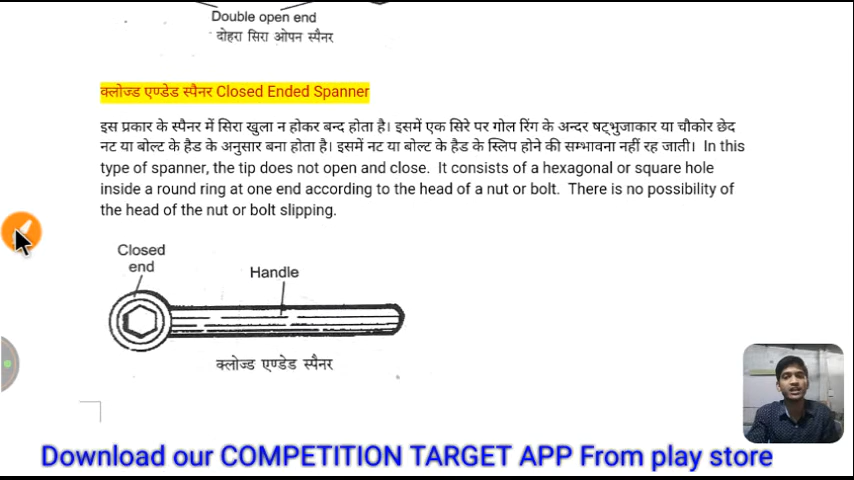 Double open end
दोहरा सिरा ओपन स्पैनर
क्लोज्ड एण्डेड स्पैनर Closed Ended Spanner
इस प्रकार के स्पैनर में सिरा खुला न होकर बन्द होता है। इसमें एक सिरे पर गोल रिंग के अन्दर षट्भुजाकार या चौकोर छेद
नट या बोल्ट के हैड के अनुसार बना होता है। इसमें नट या बोल्ट के हैड के स्लिप होने की सम्भावना नहीं रह जाती। In this
type of spanner, the tip does not open and close. It consists of a hexagonal or square hole
inside a round ring at one end according to the head of a nut or bolt. There is no possibility of
the head of the nut or bolt slipping.
Closed
end
Handle
क्लोज्ड एण्डेड स्पैनर
Download our COMPETITION TARGET APP From play store